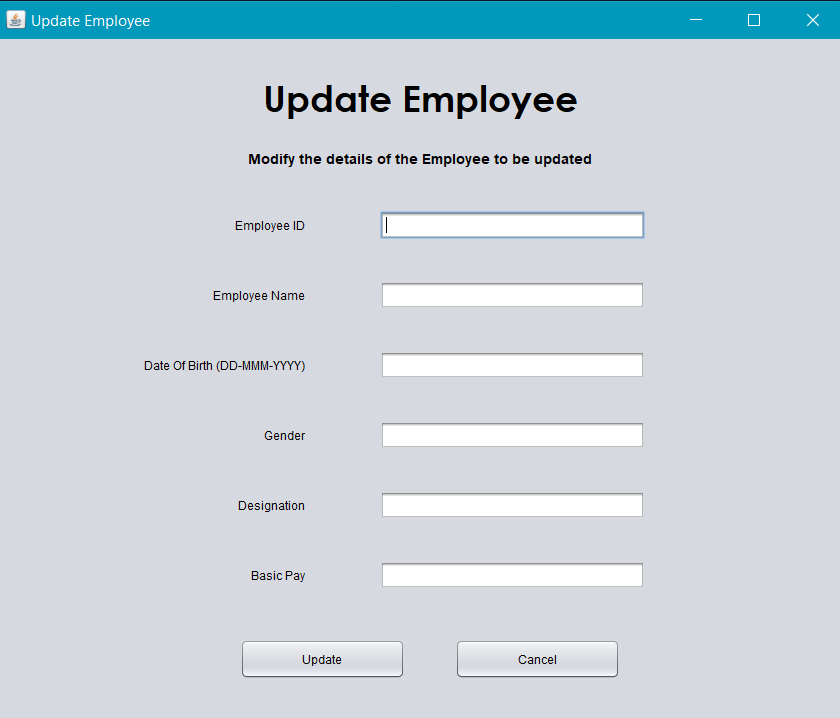 Update Employee
Update Employee
Modify the details of the Employee to be updated
Employee ID
Employee Name
Date Of Birth (DD-MMM-YYYY)
Gender
Designation
Basic Pay
Update Cancel